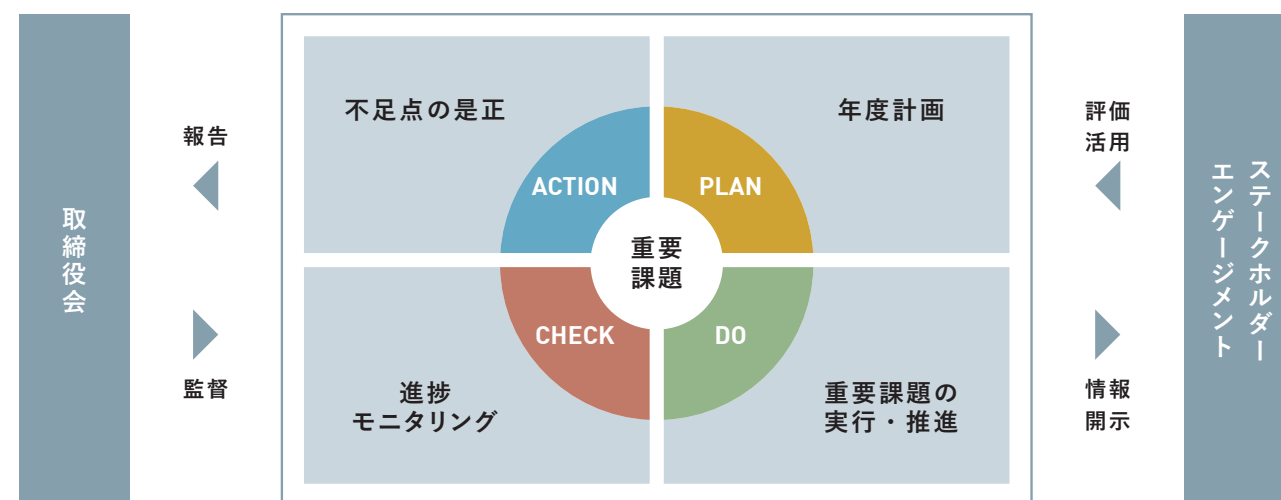 取締役会
報告
監督
不足点の是正
年度計画
ACTION
PLAN
重要
課題
CHECK
DO
進捗
モニタリング
重要課題の
実行・推進
評価
活用
情報
開示
ステークホルダー
エンゲージメント